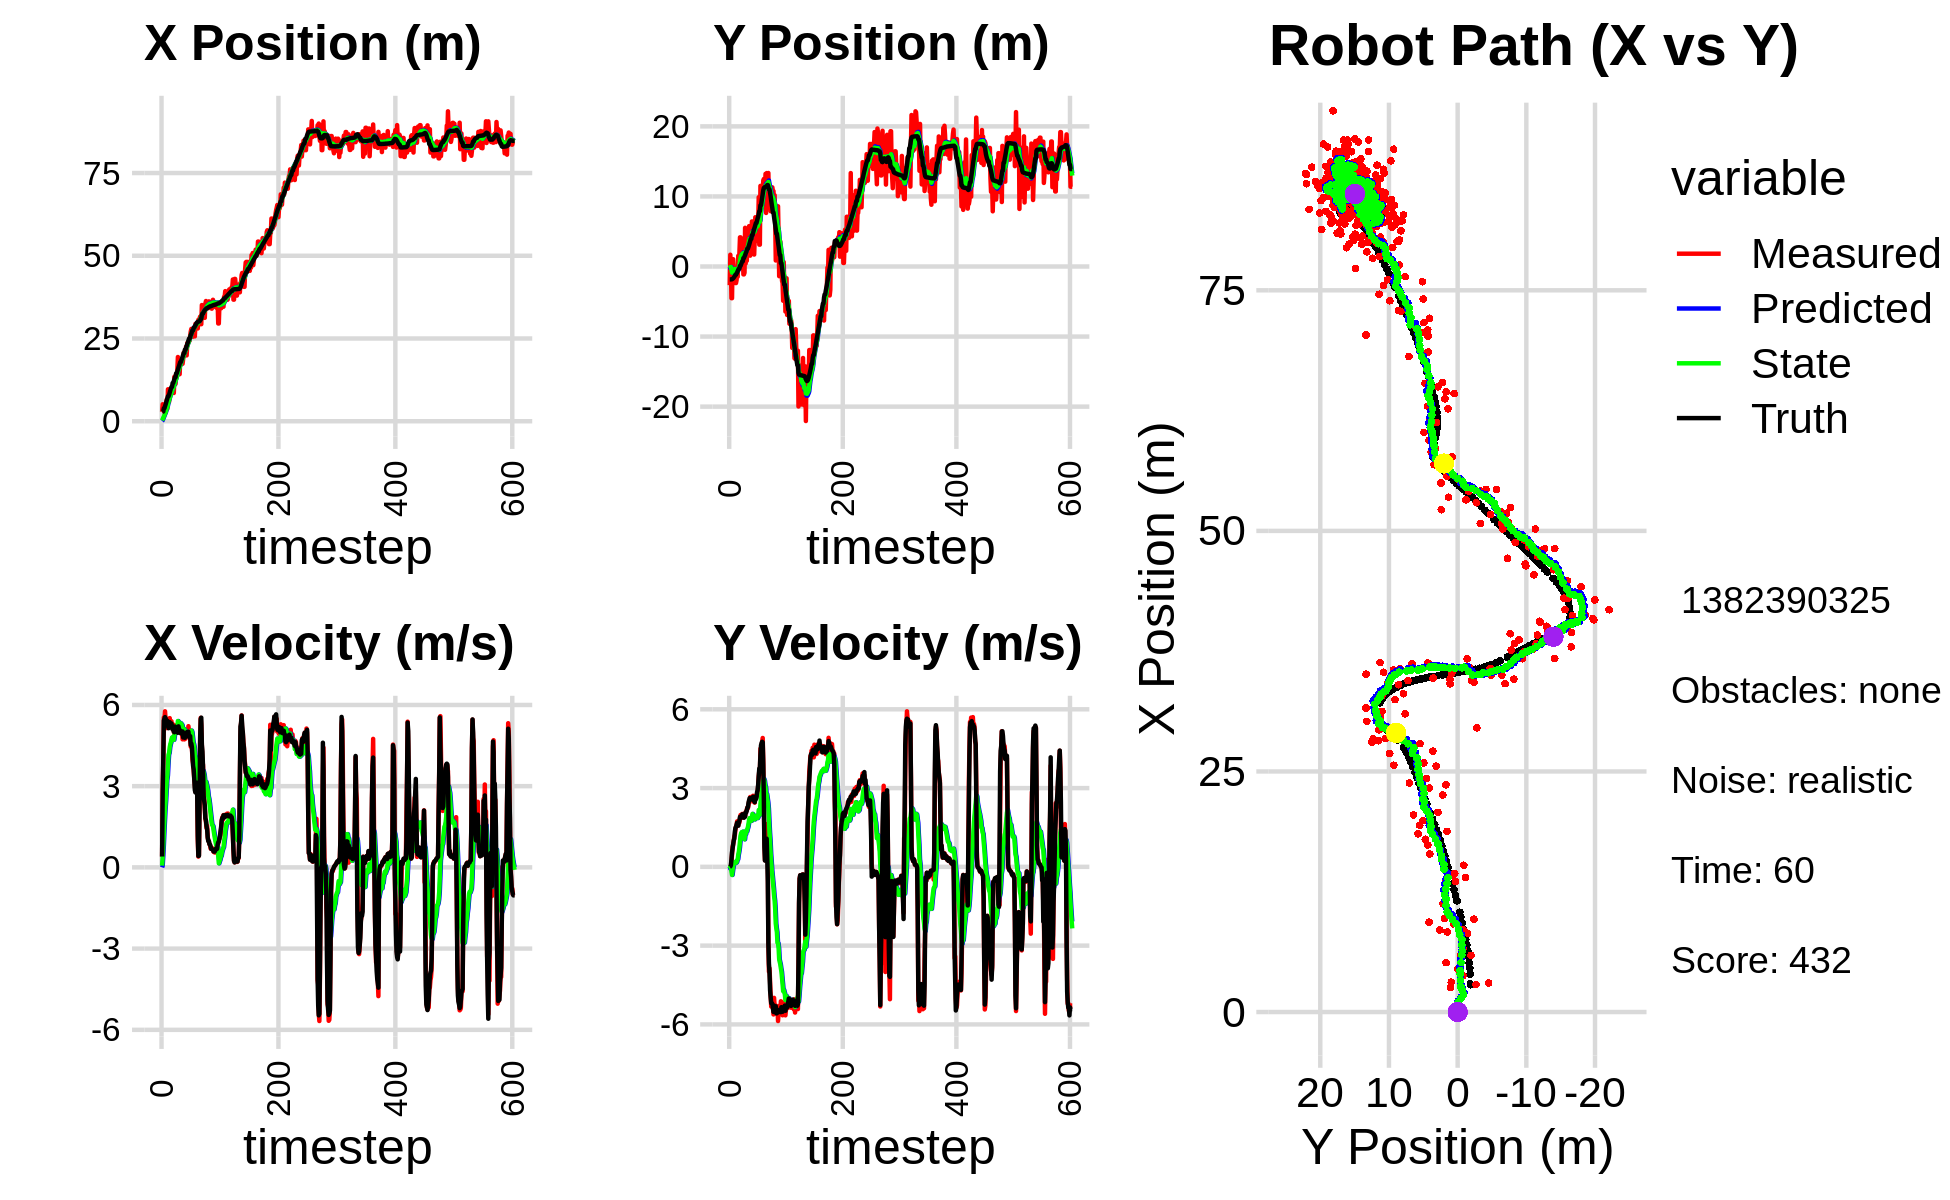 X Position (m)
75
50
25
0
0
200
400
600
timestep
Y Position (m)
20
10
0
-10
-20
0
200
400
600
timestep
X Velocity (m/s)
6
3
0
-3
-6
0
200
400
600
timestep
Y Velocity (m/s)
6
3
0
-3
-6
0
200
400
600
timestep
Robot Path (X vs Y)
X Position (m)
75
50
25
0
20 10 0 -10 -20
Y Position (m)
variable
Measured
Predicted
State
Truth
1382390325
Obstacles: none
Noise: realistic
Time: 60
Score: 432